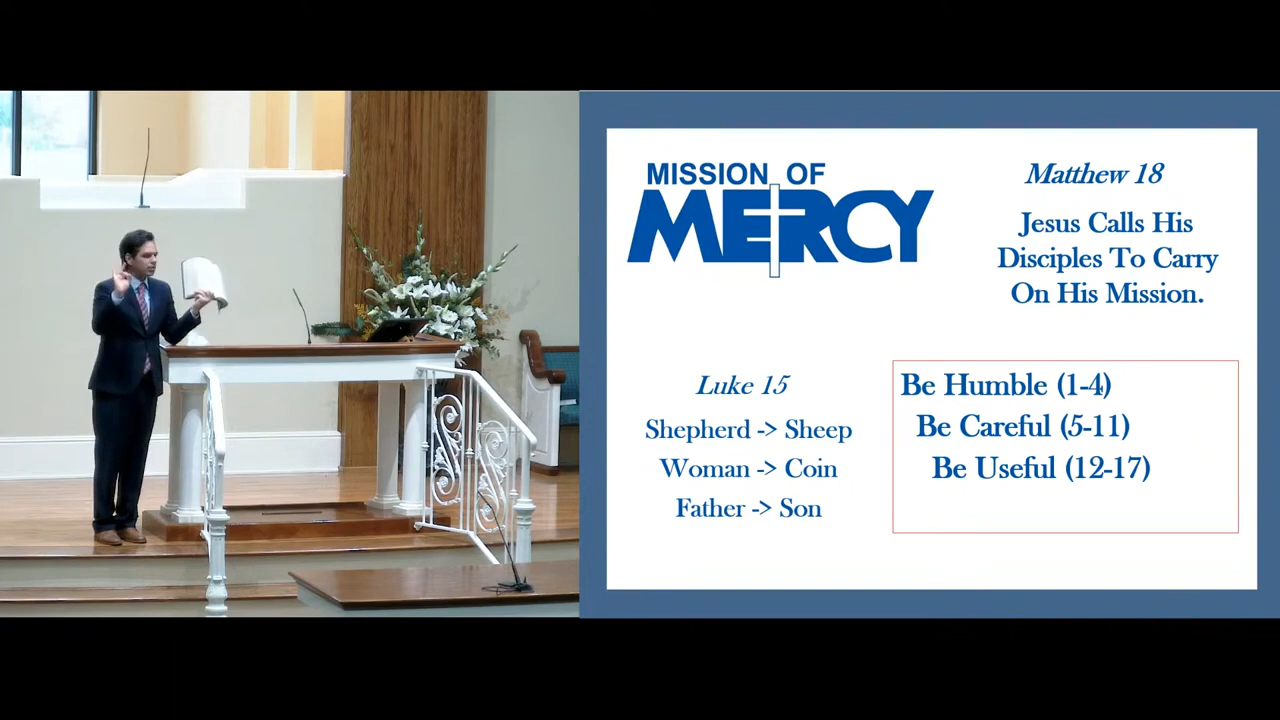 MISSION OF
MERCY
Matthew 18
Jesus Calls His
Disciples To Carry
On His Mission.
Luke 15
Shepherd -> Sheep
Woman -> Coin
Father -> Son
Be Humble (1-4)
Be Careful (5-11)
Be Useful (12-17)